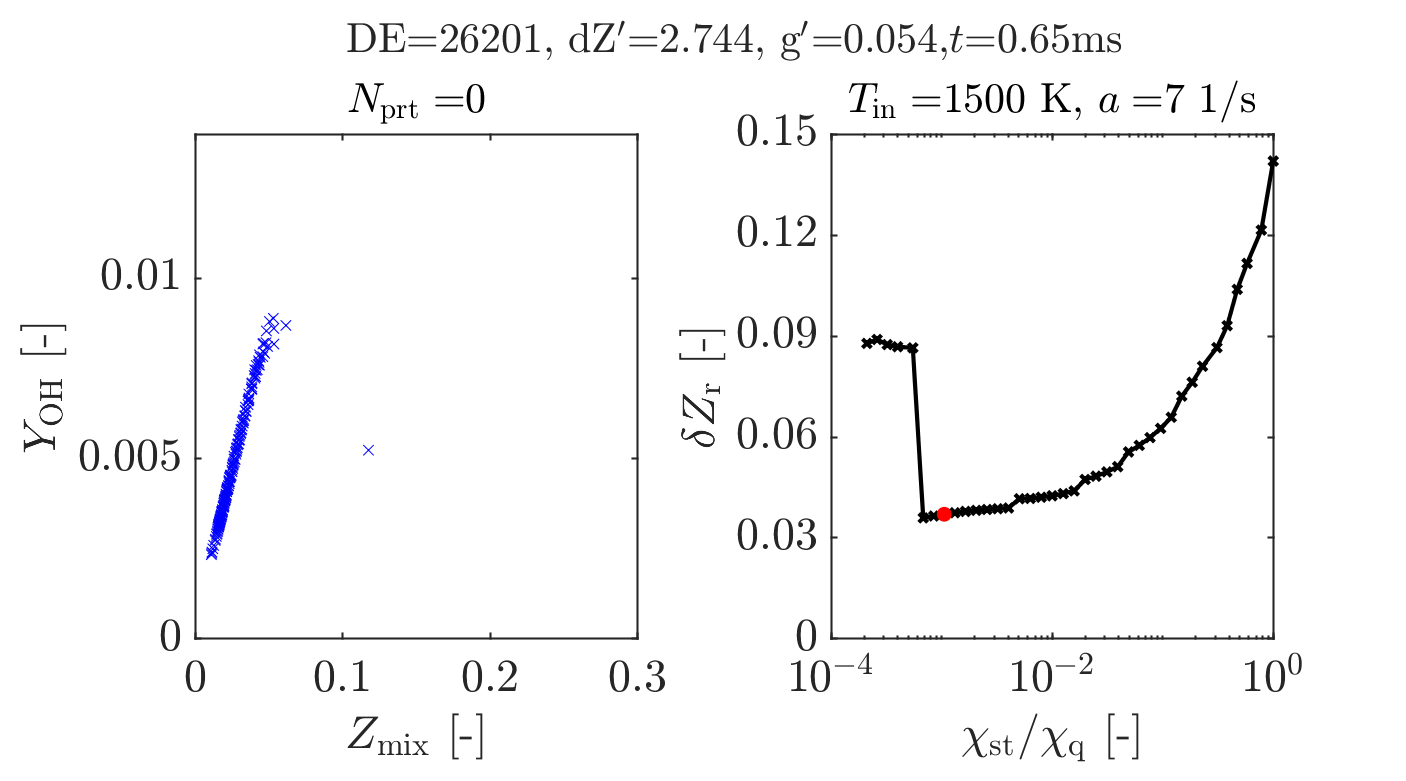 DE=26201, dZ′=2.744, g′=0.054,t=0.65ms
N_prt =0
Y_OH [-]
0.01
0.005
0
0 0.1 0.2 0.3
Z_mix [-]
T_in =1500 K, a =7 1/s
δZ_r [-]
0.15
0.12
0.09
0.06
0.03
0
10^−4 10^−2 10^0
χ_st/χ_q [-]